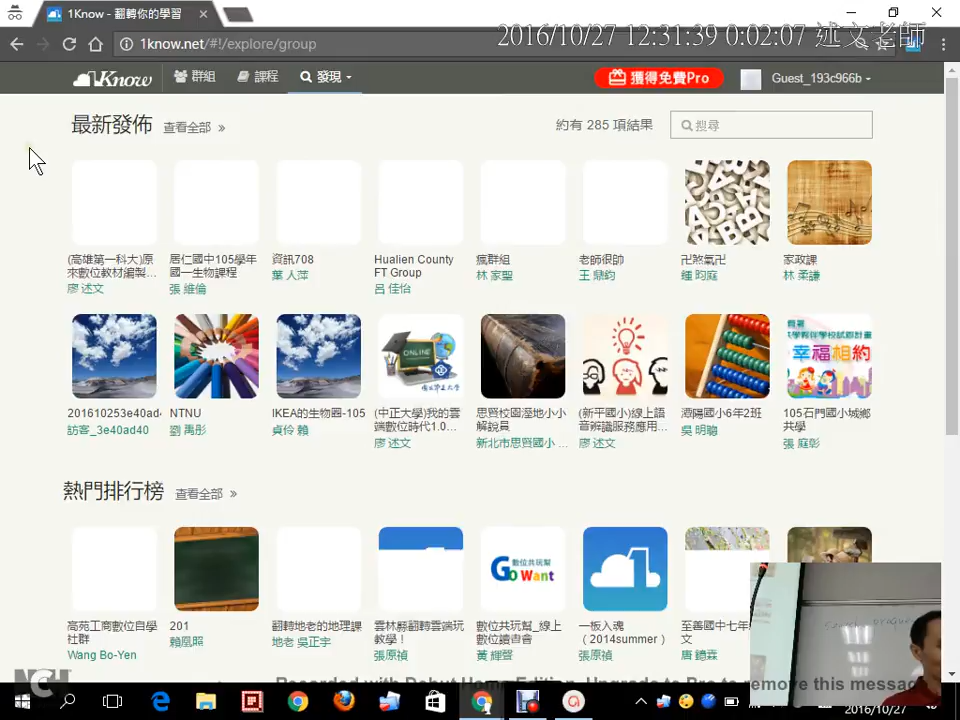 1Know - 翻轉你的學習
2016/10/27 12:31:39 0:02:07 述文老師
1know.net/#!/explore/group
1Know
群組
課程
發現
獲得免費Pro
Guest_193c966b
最新發佈
查看全部 »
約有 285 項結果
搜尋
(高雄第一科大)原
來數位教材編製...
廖 述文
居仁國中105學年
國一生物課程
張 維倫
資訊708
葉 人萍
Hualien County
FT Group
呂 佳怡
瘋群組
林 家聖
老師很帥
王 鼎鈞
卍煞氣卍
鍾 昀庭
家政課
林 柔謙
201610253e40ad4
訪客_3e40ad40
NTNU
劉 禹彤
IKEA的生物圈-105
貞伶 賴
ONLINE
(中正大學)我的雲
端數位時代1.0...
廖 述文
思賢校園溼地小小
解說員
新北市思賢國小 ...
(新平國小)線上語
音辨識服務應用...
廖 述文
吳 明聰
幸福相約
105石門國小城鄉
共學
張 庭彰
熱門排行榜
查看全部 »
高苑工商數位自學
社群
Wang Bo-Yen
201
賴凰照
翻轉地老的地理課
地老 吳正宇
雲林縣翻轉雲端玩
教學！
張原禎
數位共玩幫
Go Want
數位共玩幫_線上
數位讀書會
黃 輝聲
一板入魂
（2014summer）
張原禎
至善國中七年
文
唐 鐿霖
NCH
Recorded with Debut Home Edition. Upgrade to Pro to remove this messag
2016/10/27